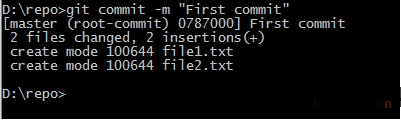 D:\repo>git commit -m "First commit"
[master (root-commit) 0787000] First commit
 2 files changed, 2 insertions(+)
 create mode 100644 file1.txt
 create mode 100644 file2.txt

D:\repo>